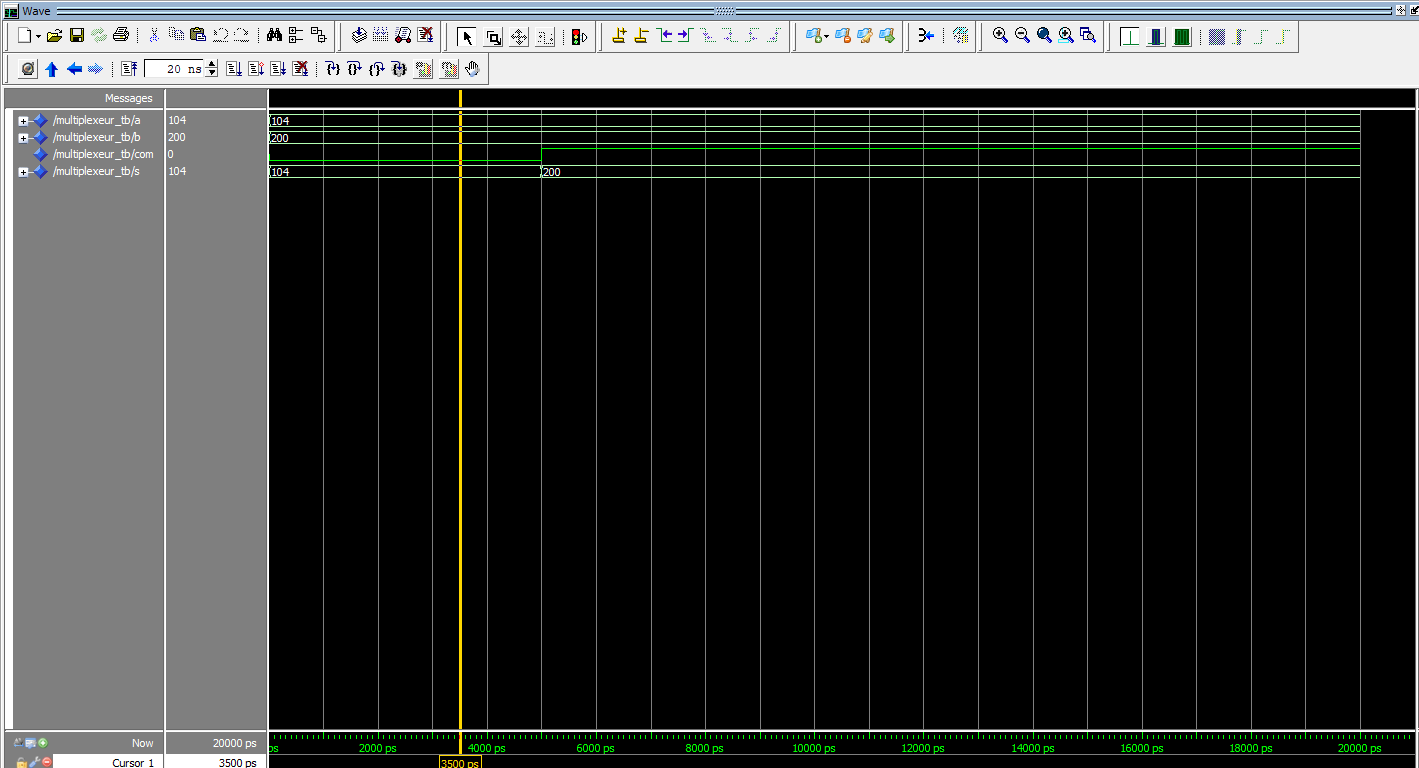 Wave
20 ns
Messages
/multiplexeur_tb/a 104 104
/multiplexeur_tb/b 200 200
/multiplexeur_tb/com 0
/multiplexeur_tb/s 104 104 200
Now 20000 ps ps 2000 ps 4000 ps 6000 ps 8000 ps 10000 ps 12000 ps 14000 ps 16000 ps 18000 ps 20000 ps
Cursor 1 3500 ps 3500 ps